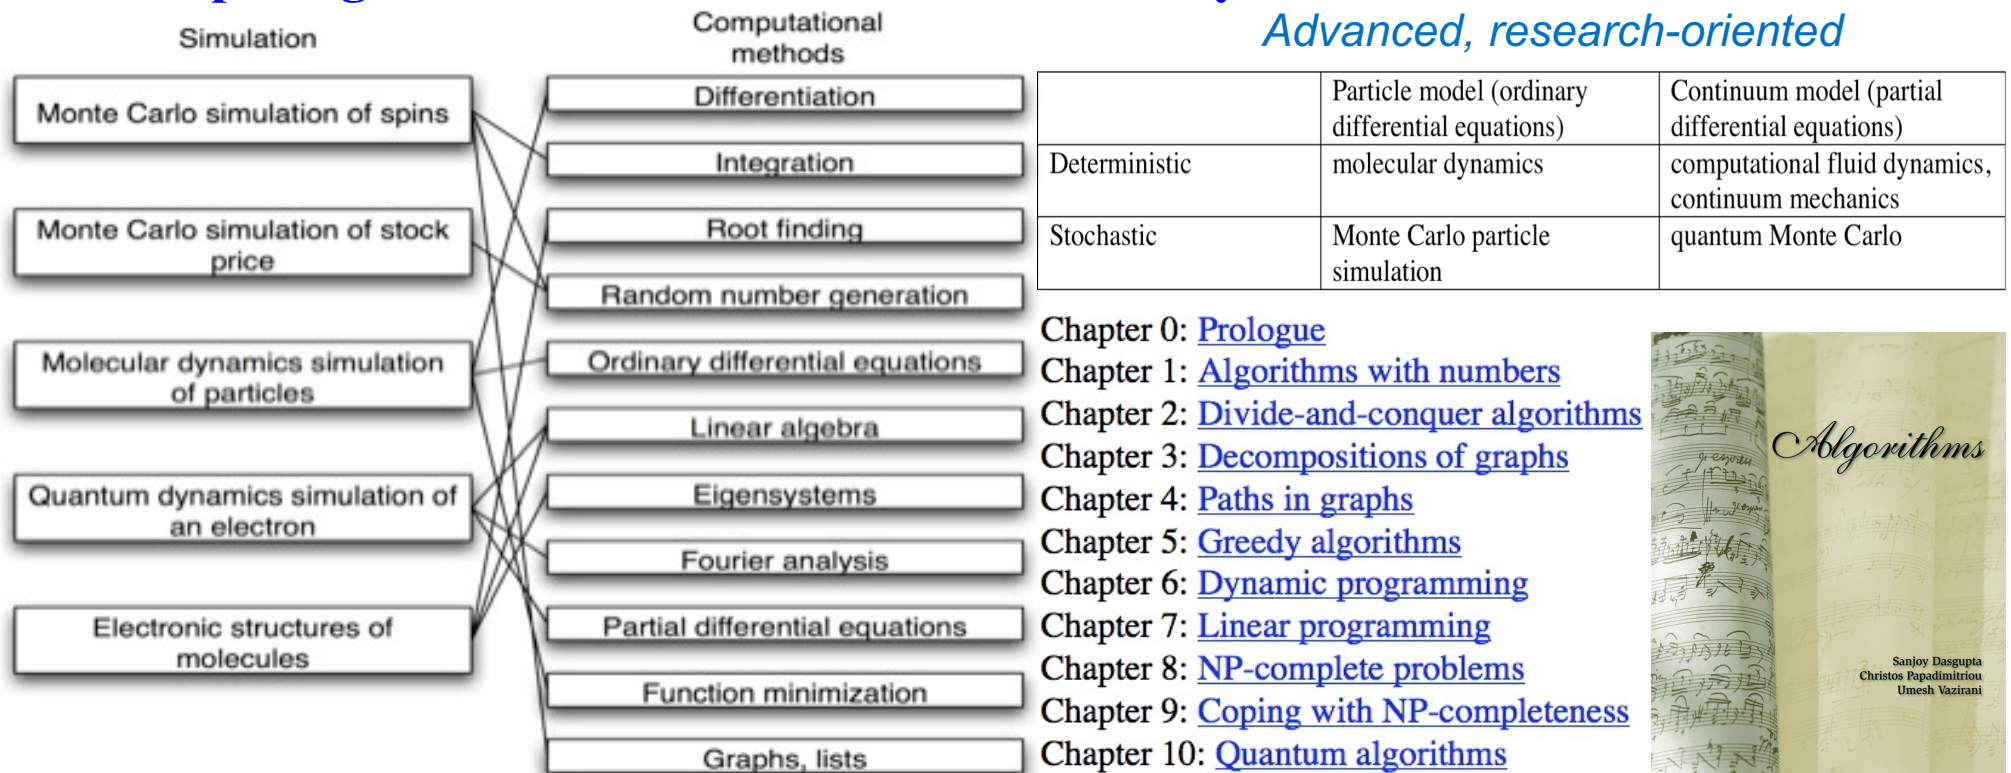 Simulation
Monte Carlo simulation of spins
Monte Carlo simulation of stock
price
Molecular dynamics simulation
of particles
Quantum dynamics simulation of
an electron
Electronic structures of
molecules
Computational
methods
Differentiation
Integration
Root finding
Random number generation
Ordinary differential equations
Linear algebra
Eigensystems
Fourier analysis
Partial differential equations
Function minimization
Graphs, lists
Advanced, research-oriented
Particle model (ordinary
differential equations)
Continuum model (partial
differential equations)
Deterministic
molecular dynamics
computational fluid dynamics,
continuum mechanics
Stochastic
Monte Carlo particle
simulation
quantum Monte Carlo
Chapter 0: Prologue
Chapter 1: Algorithms with numbers
Chapter 2: Divide-and-conquer algorithms
Chapter 3: Decompositions of graphs
Chapter 4: Paths in graphs
Chapter 5: Greedy algorithms
Chapter 6: Dynamic programming
Chapter 7: Linear programming
Chapter 8: NP-complete problems
Chapter 9: Coping with NP-completeness
Chapter 10: Quantum algorithms
Algorithms
Sanjoy Dasgupta
Christos Papadimitriou
Umesh Vazirani